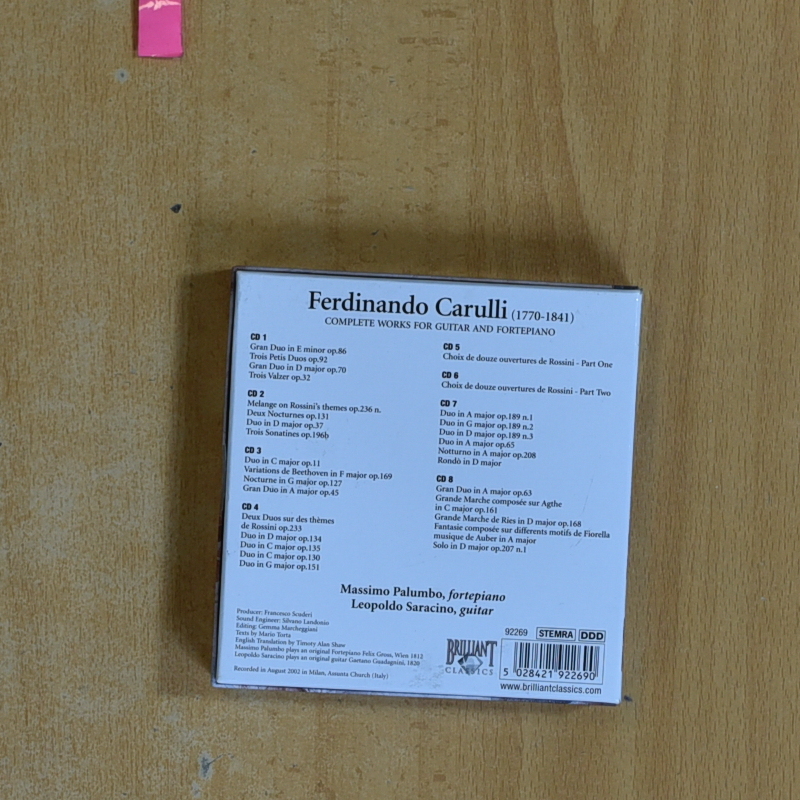 Ferdinando Carulli (1770-1841)
COMPLETE WORKS FOR GUITAR AND FORTEPIANO
CD 1
Gran Duo in E minor op.86
Trois Petis Duos op.92
Gran Duo in D major op.70
Trois Valzer op.32
CD 2
Melange on Rossini's themes op.236 n.
Deux Nocturnes op.131
Duo in D major op.37
Trois Sonatines op.196b
CD 3
Duo in C major op.11
Variations de Beethoven in F major op.169
Nocturne in G major op.127
Gran Duo in A major op.45
CD 4
Deux Duos sur des thèmes
de Rossini op.233
Duo in D major op.134
Duo in C major op.135
Duo in C major op.130
Duo in G major op.151
CD 5
Choix de douze ouvertures de Rossini - Part One
CD 6
Choix de douze ouvertures de Rossini - Part Two
CD 7
Duo in A major op.189 n.1
Duo in G major op.189 n.2
Duo in D major op.189 n.3
Duo in A major op.65
Notturno in A major op.208
Rondò in D major
CD 8
Gran Duo in A major op.63
Grande Marche composée sur Agthe
in C major op.161
Grande Marche de Ries in D major op.168
Fantasie composée sur differents motifs de Fiorella
musique de Auber in A major
Solo in D major op.207 n.1
Massimo Palumbo, fortepiano
Leopoldo Saracino, guitar
Producer: Francesco Scuderi
Sound Engineer: Silvano Landonio
Editing: Gemma Marcheggiani
Texts by Mario Torta
English Translation by Timoty Alan Shaw
Massimo Palumbo plays an original Fortepiano Felix Gross, Wien 1812
Leopoldo Saracino plays an original guitar Gaetano Guadagnini, 1820
Recorded in August 2002 in Milan, Assunta Church (Italy)
BRILLIANT
CLASSICS
92269 STEMRA DDD
5 028421 922690
www.brilliantclassics.com